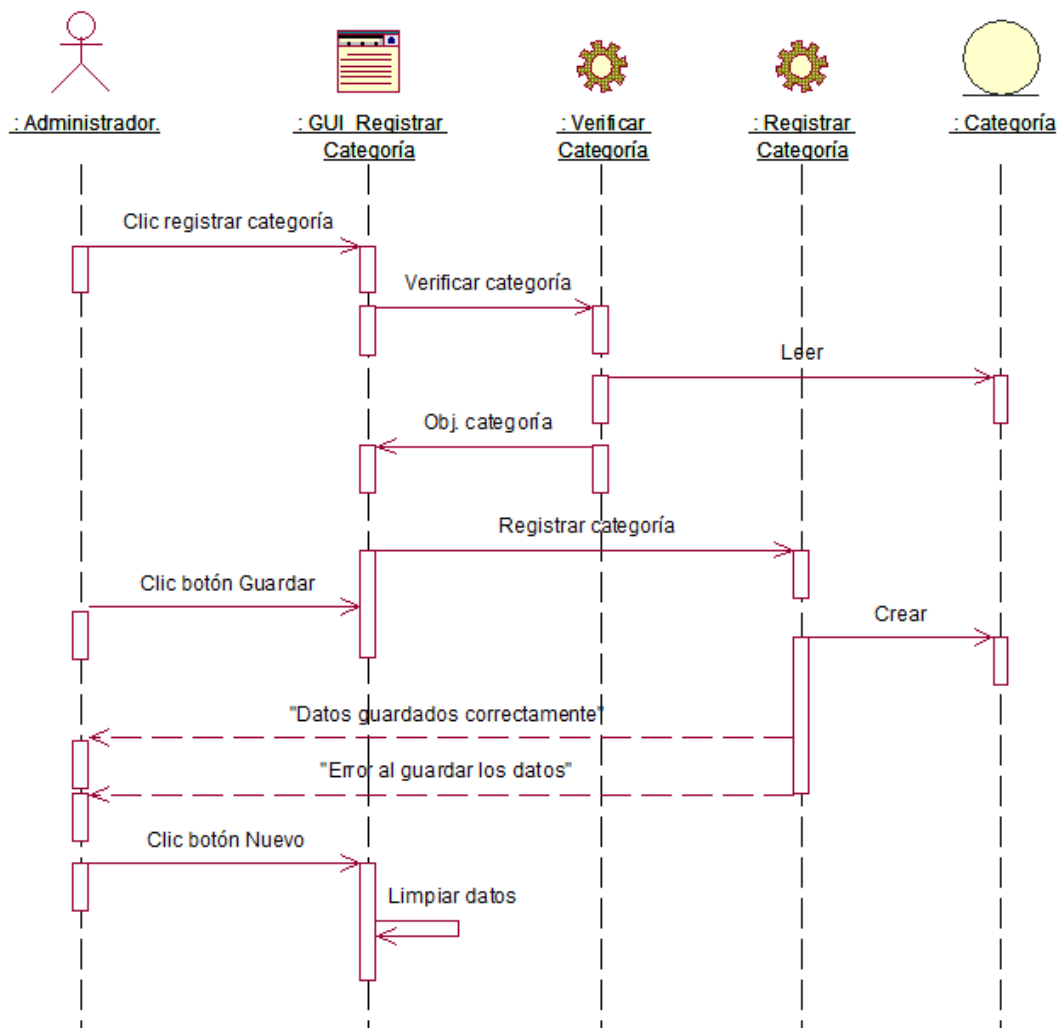 : Administrador.
: GUI_Registrar
Categoría
: Verificar
Categoría
: Registrar
Categoría
: Categoría
Clic registrar categoría
Verificar categoría
Leer
Obj. categoría
Registrar categoría
Clic botón Guardar
Crear
"Datos guardados correctamente"
"Error al guardar los datos"
Clic botón Nuevo
Limpiar datos